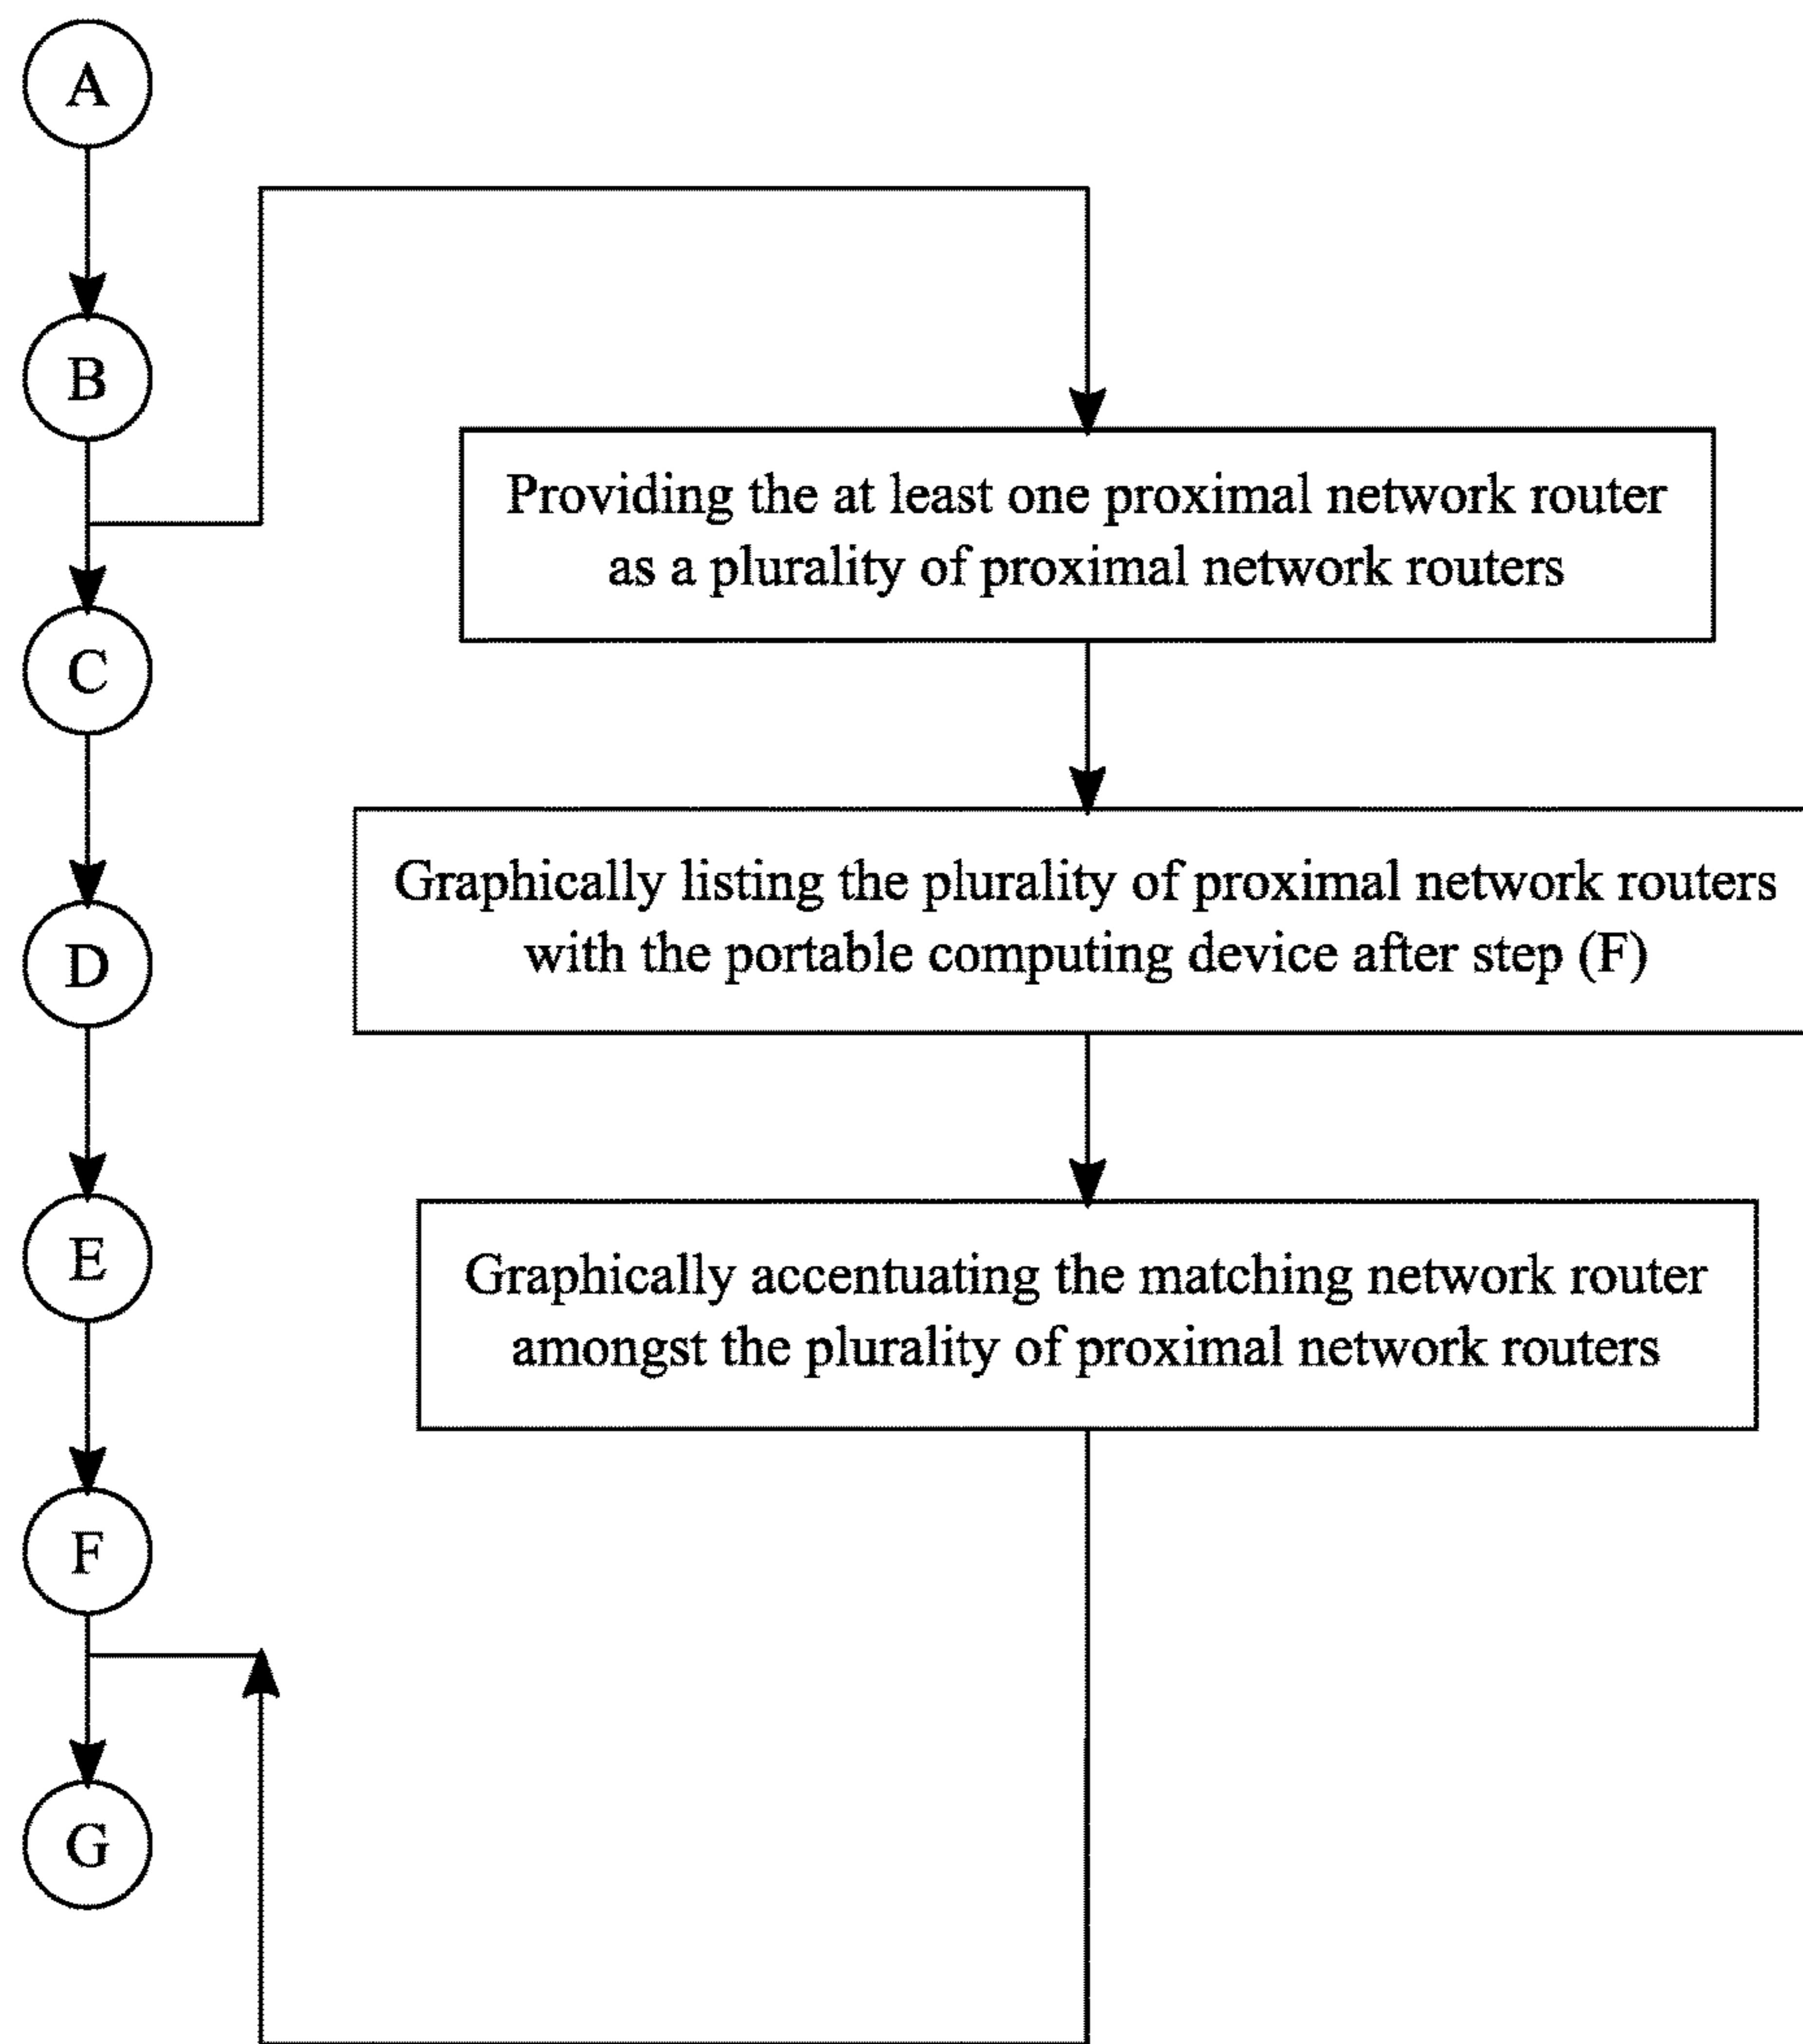 A
B
Providing the at least one proximal network router
as a plurality of proximal network routers
C
Graphically listing the plurality of proximal network routers
with the portable computing device after step (F)
D
E
Graphically accentuating the matching network router
amongst the plurality of proximal network routers
F
G